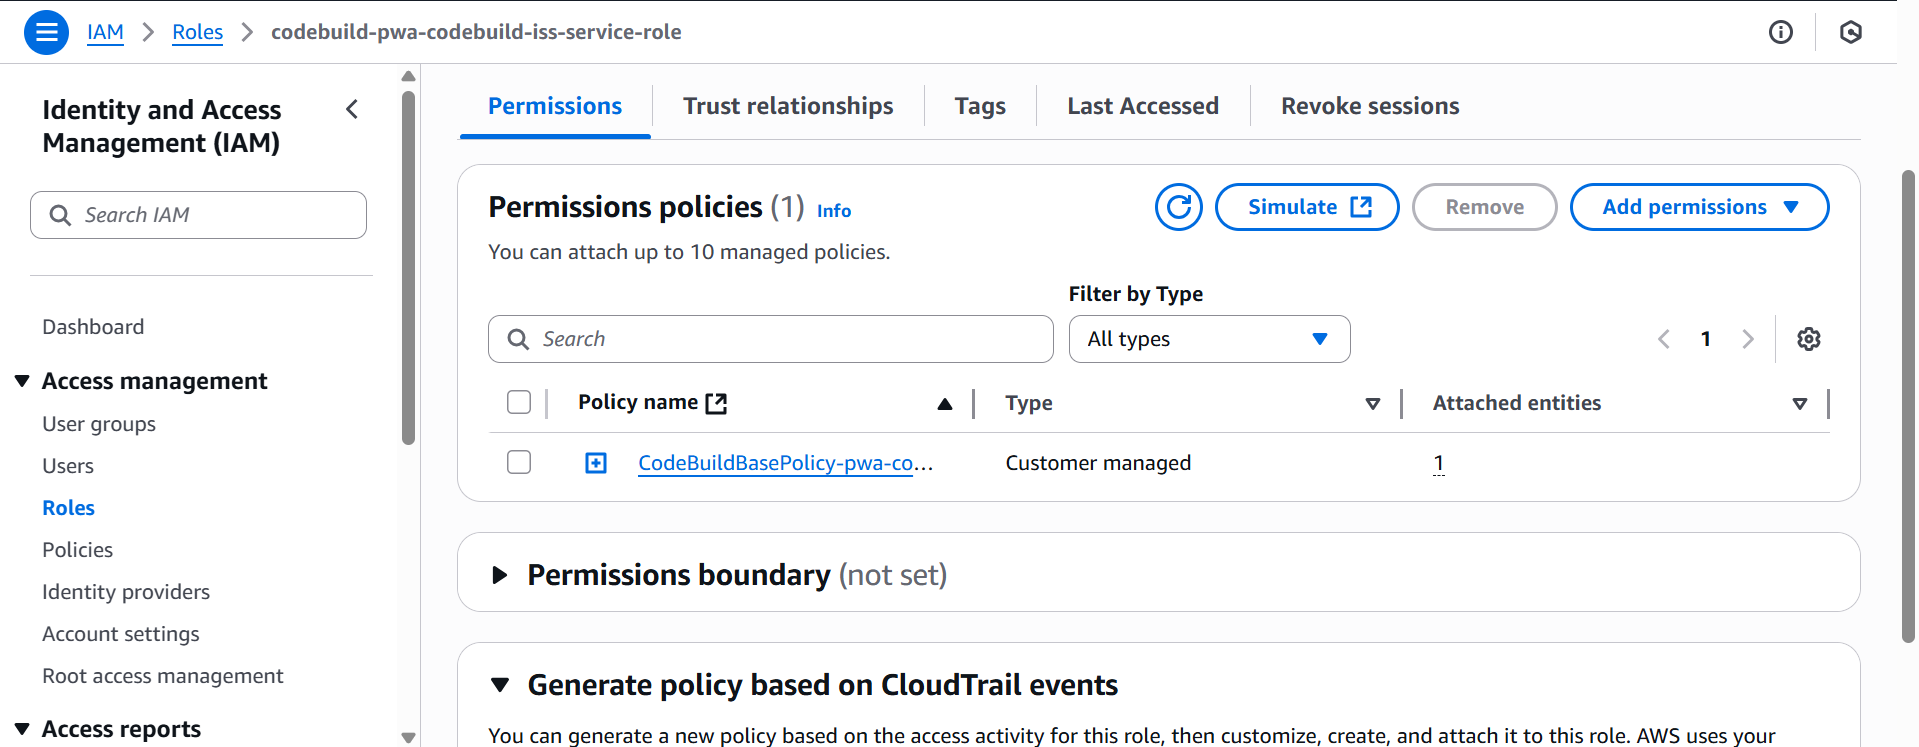 IAM > Roles > codebuild-pwa-codebuild-iss-service-role
Identity and Access
Management (IAM)
Search IAM
Dashboard
Access management
User groups
Users
Roles
Policies
Identity providers
Account settings
Root access management
Access reports
Permissions Trust relationships Tags Last Accessed Revoke sessions
Permissions policies (1) Info
Simulate Remove Add permissions
You can attach up to 10 managed policies.
Filter by Type
Search All types 1
Policy name Type Attached entities
CodeBuildBasePolicy-pwa-co... Customer managed 1
Permissions boundary (not set)
Generate policy based on CloudTrail events
You can generate a new policy based on the access activity for this role, then customize, create, and attach it to this role. AWS uses your